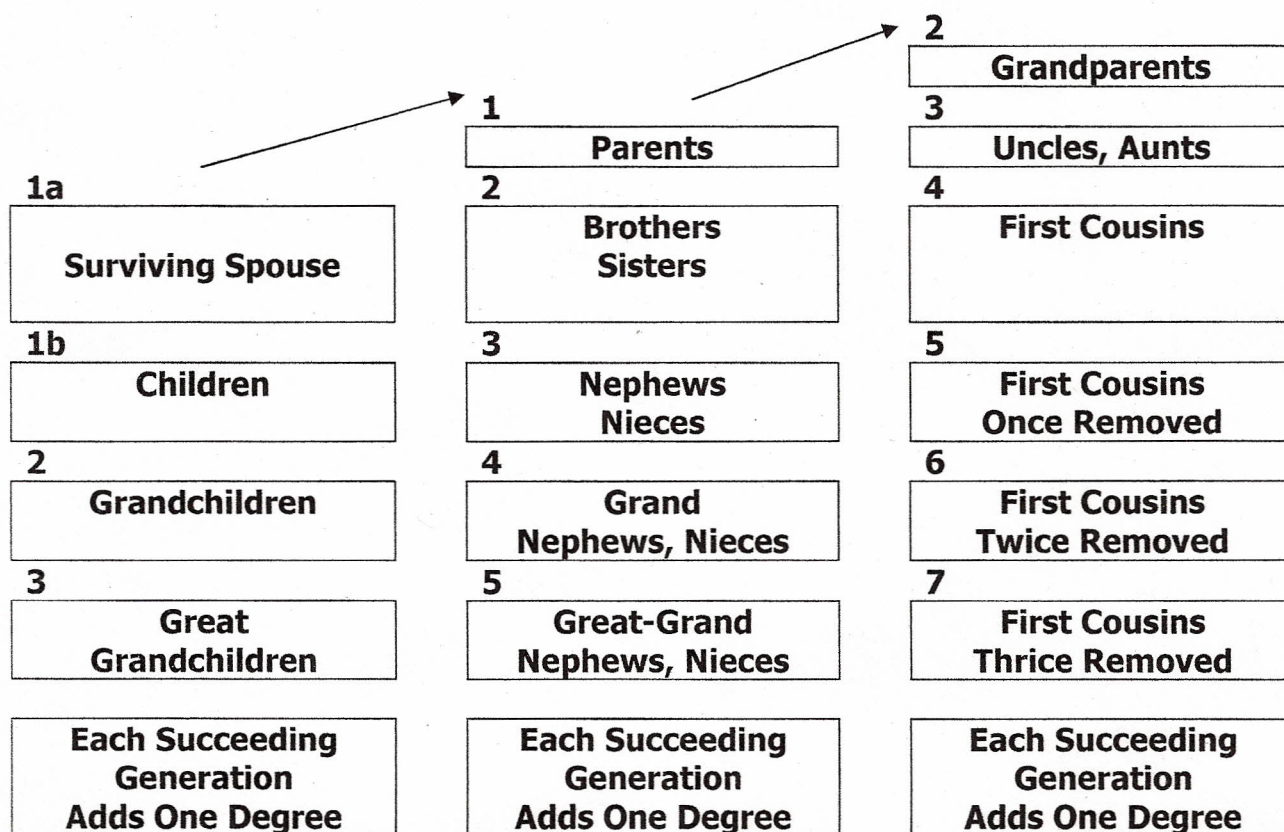 1a
Surviving Spouse
1b
Children
2
Grandchildren
3
Great
Grandchildren
Each Succeeding
Generation
Adds One Degree
1
Parents
2
Brothers
Sisters
3
Nephews
Nieces
4
Grand
Nephews, Nieces
5
Great-Grand
Nephews, Nieces
Each Succeeding
Generation
Adds One Degree
2
Grandparents
3
Uncles, Aunts
4
First Cousins
5
First Cousins
Once Removed
6
First Cousins
Twice Removed
7
First Cousins
Thrice Removed
Each Succeeding
Generation
Adds One Degree